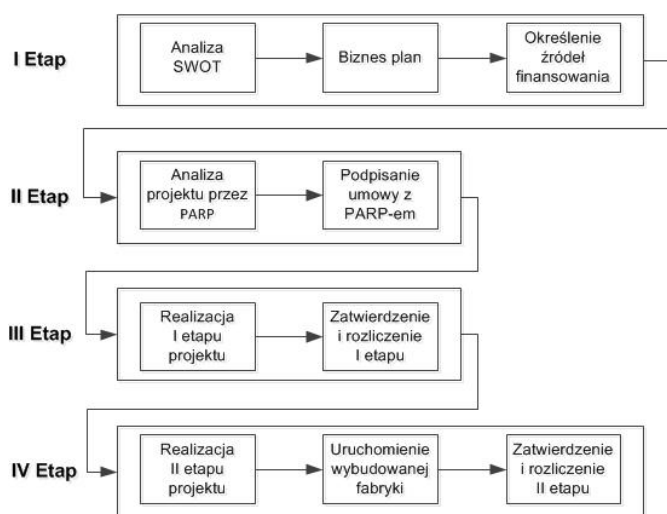 I Etap
Analiza
SWOT
Biznes plan
Określenie
źródeł
finansowania
II Etap
Analiza
projektu przez
PARP
Podpisanie
umowy z
PARP-em
III Etap
Realizacja
I etapu
projektu
Zatwierdzenie
i rozliczenie
I etapu
IV Etap
Realizacja
II etapu
projektu
Uruchomienie
wybudowanej
fabryki
Zatwierdzenie
i rozliczenie
II etapu